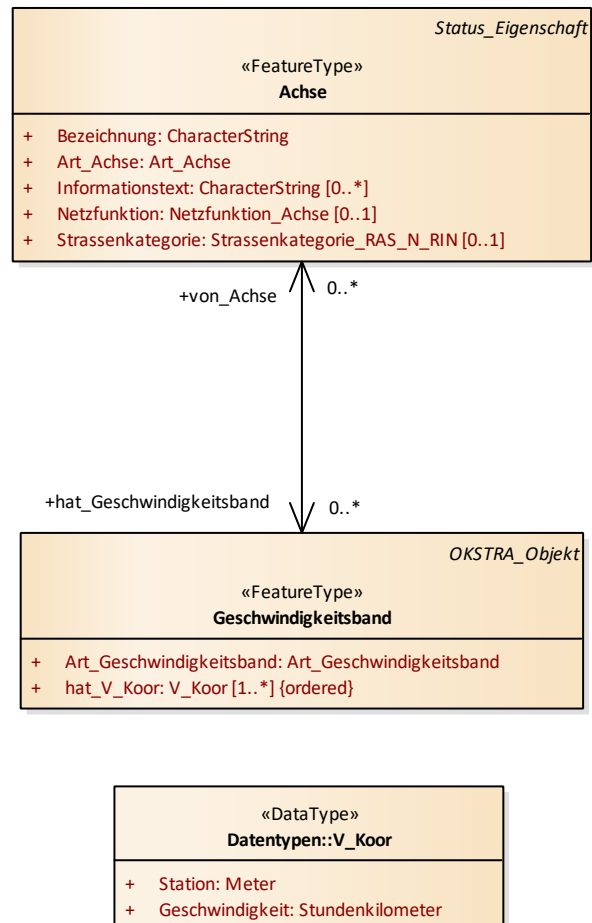 Status_Eigenschaft
«FeatureType»
Achse
+ Bezeichnung: CharacterString
+ Art_Achse: Art_Achse
+ Informationstext: CharacterString [0..*]
+ Netzfunktion: Netzfunktion_Achse [0..1]
+ Strassenkategorie: Strassenkategorie_RAS_N_RIN [0..1]
+von_Achse 0..*
+hat_Geschwindigkeitsband 0..*
OKSTRA_Objekt
«FeatureType»
Geschwindigkeitsband
+ Art_Geschwindigkeitsband: Art_Geschwindigkeitsband
+ hat_V_Koor: V_Koor [1..*] {ordered}
«DataType»
Datentypen::V_Koor
+ Station: Meter
+ Geschwindigkeit: Stundenkilometer